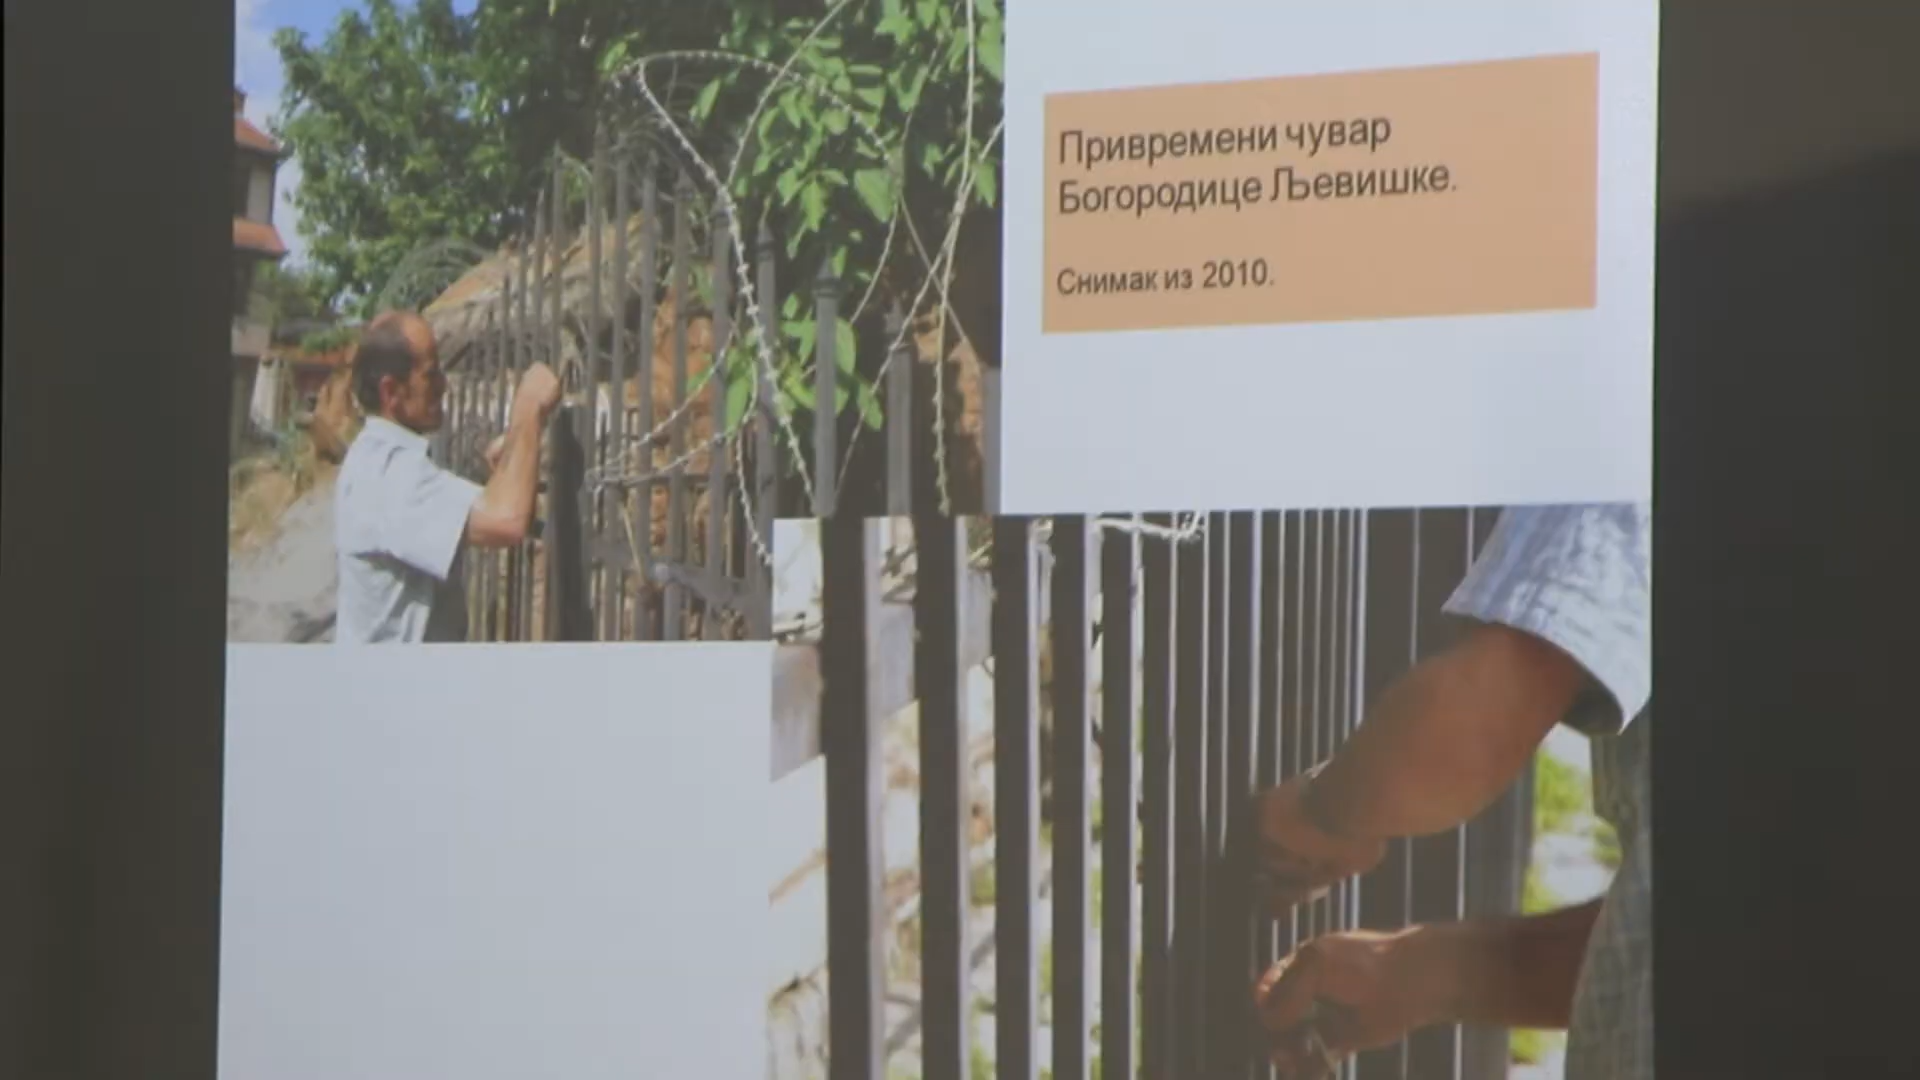 Привремени чувар
Богородице Љевишке.
Снимак из 2010.